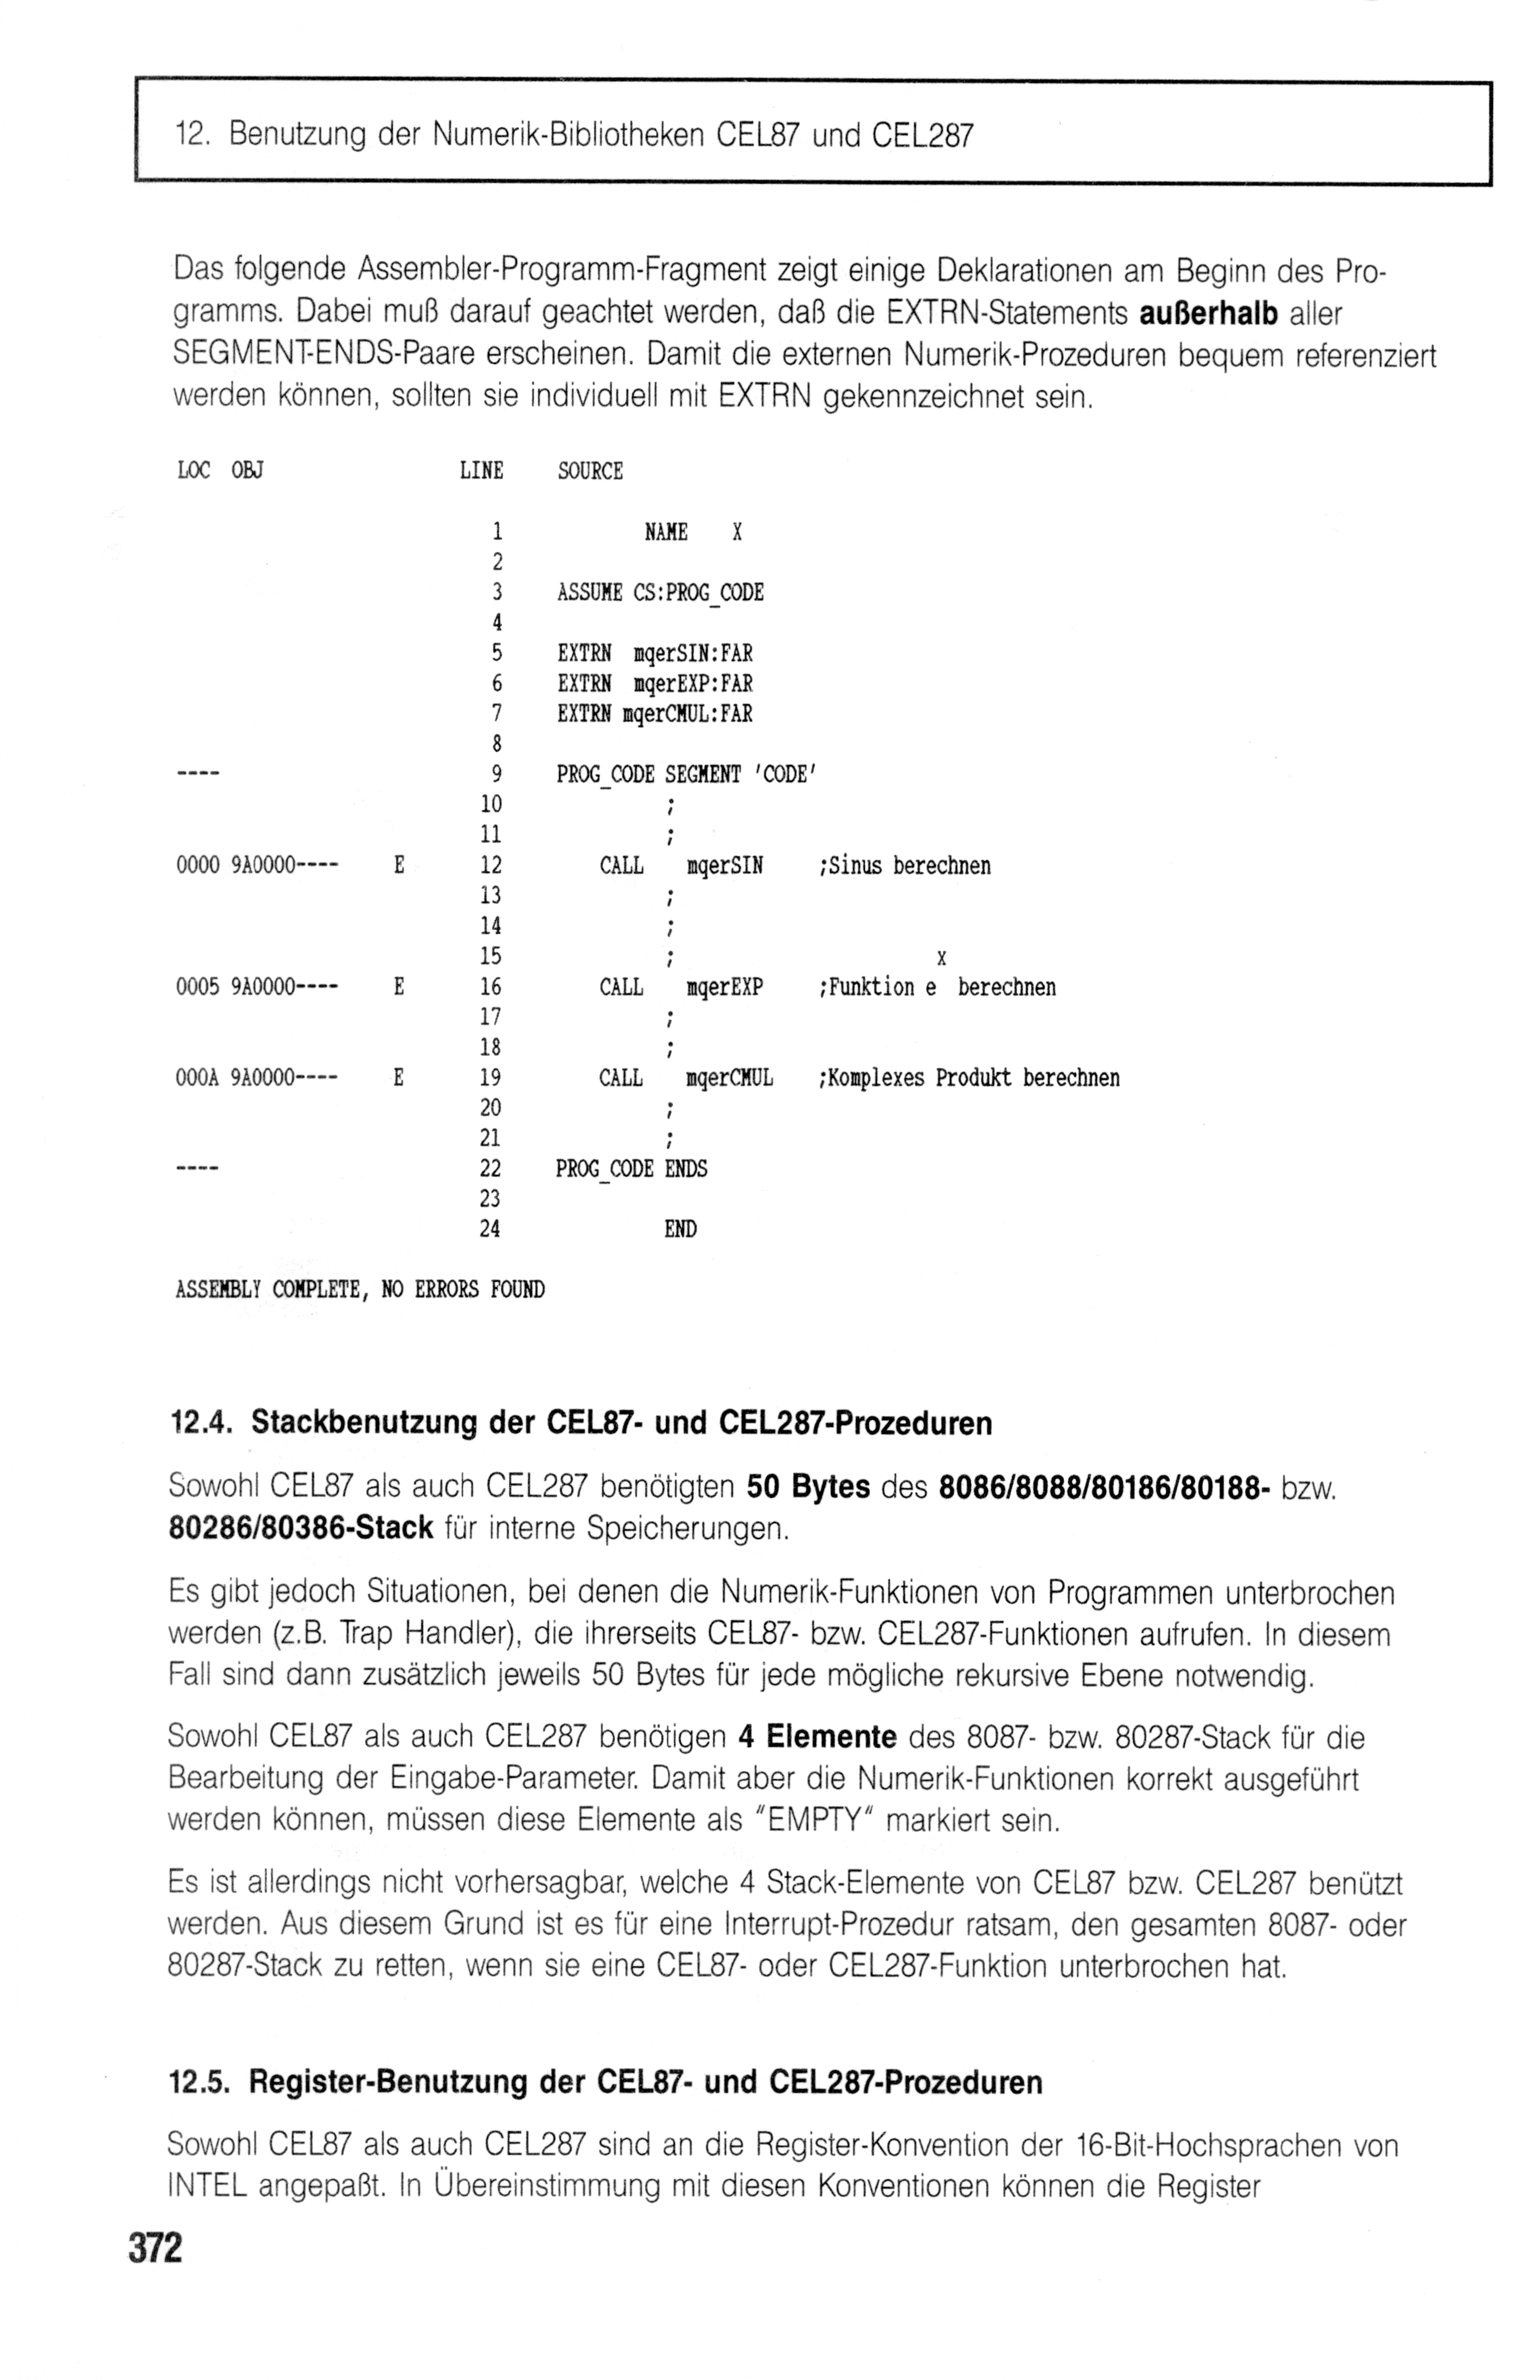 12. Benutzung der Numerik-Bibliotheken CEL87 und CEL287
Das folgende Assembler-Programm-Fragment zeigt einige Deklarationen am Beginn des Pro-
gramms. Dabei muß darauf geachtet werden, daß die EXTRN-Statements außerhalb aller
SEGMENT-ENDS-Paare erscheinen. Damit die externen Numerik-Prozeduren bequem referenziert
werden können, sollten sie individuell mit EXTRN gekennzeichnet sein.
LOC OBJ LINE SOURCE
1 NAME X
2
3 ASSUME CS:PROG_CODE
4
5 EXTRN mqerSIN:FAR
6 EXTRN mqerEXP:FAR
7 EXTRN mqerCMUL:FAR
8
---- 9 PROG_CODE SEGMENT 'CODE'
10 ;
11 ;
0000 9A0000---- E 12 CALL mqerSIN ;Sinus berechnen
13 ;
14 ;
15 ; X
0005 9A0000---- E 16 CALL mqerEXP ;Funktion e berechnen
17 ;
18 ;
000A 9A0000---- E 19 CALL mqerCMUL ;Komplexes Produkt berechnen
20 ;
21 ;
---- 22 PROG_CODE ENDS
23
24 END
ASSEMBLY COMPLETE, NO ERRORS FOUND
12.4. Stackbenutzung der CEL87- und CEL287-Prozeduren
Sowohl CEL87 als auch CEL287 benötigten 50 Bytes des 8086/8088/80186/80188- bzw.
80286/80386-Stack für interne Speicherungen.
Es gibt jedoch Situationen, bei denen die Numerik-Funktionen von Programmen unterbrochen
werden (z.B. Trap Handler), die ihrerseits CEL87- bzw. CEL287-Funktionen aufrufen. In diesem
Fall sind dann zusätzlich jeweils 50 Bytes für jede mögliche rekursive Ebene notwendig.
Sowohl CEL87 als auch CEL287 benötigen 4 Elemente des 8087- bzw. 80287-Stack für die
Bearbeitung der Eingabe-Parameter. Damit aber die Numerik-Funktionen korrekt ausgeführt
werden können, müssen diese Elemente als "EMPTY" markiert sein.
Es ist allerdings nicht vorhersagbar, welche 4 Stack-Elemente von CEL87 bzw. CEL287 benützt
werden. Aus diesem Grund ist es für eine Interrupt-Prozedur ratsam, den gesamten 8087- oder
80287-Stack zu retten, wenn sie eine CEL87- oder CEL287-Funktion unterbrochen hat.
12.5. Register-Benutzung der CEL87- und CEL287-Prozeduren
Sowohl CEL87 als auch CEL287 sind an die Register-Konvention der 16-Bit-Hochsprachen von
INTEL angepaßt. In Übereinstimmung mit diesen Konventionen können die Register
372